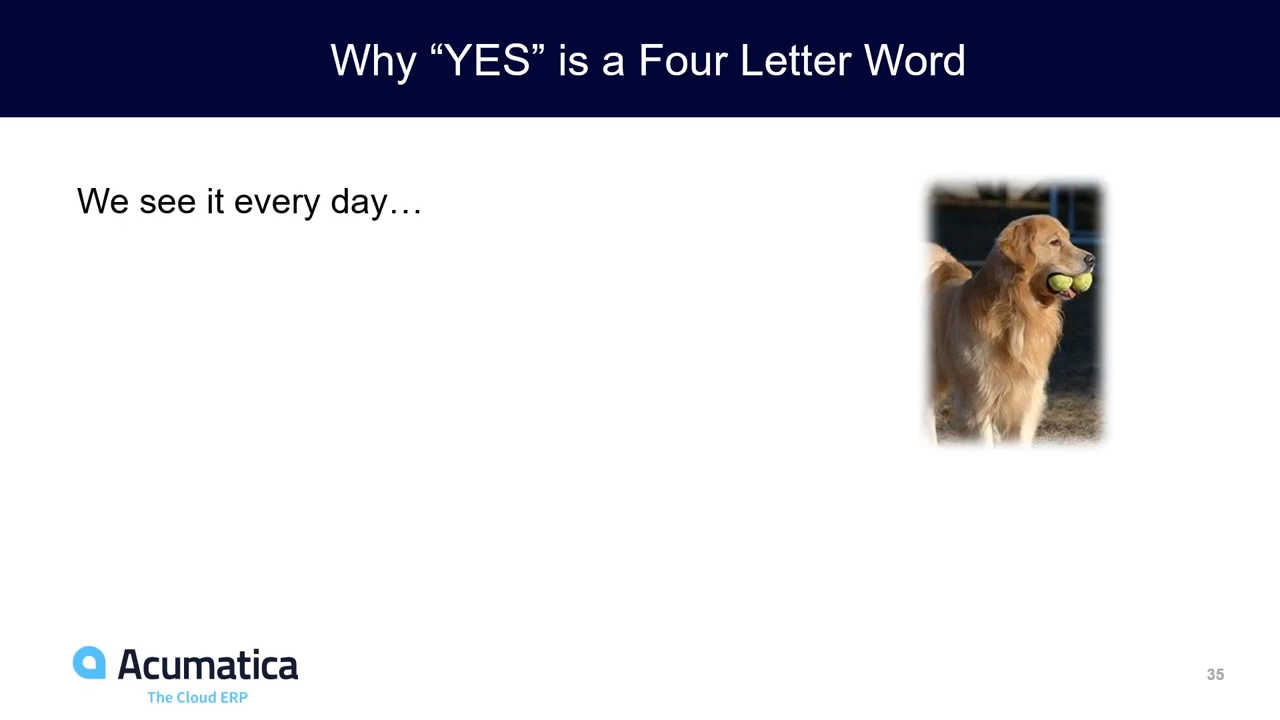 Why “YES” is a Four Letter Word
We see it every day…
Acumatica
The Cloud ERP
35